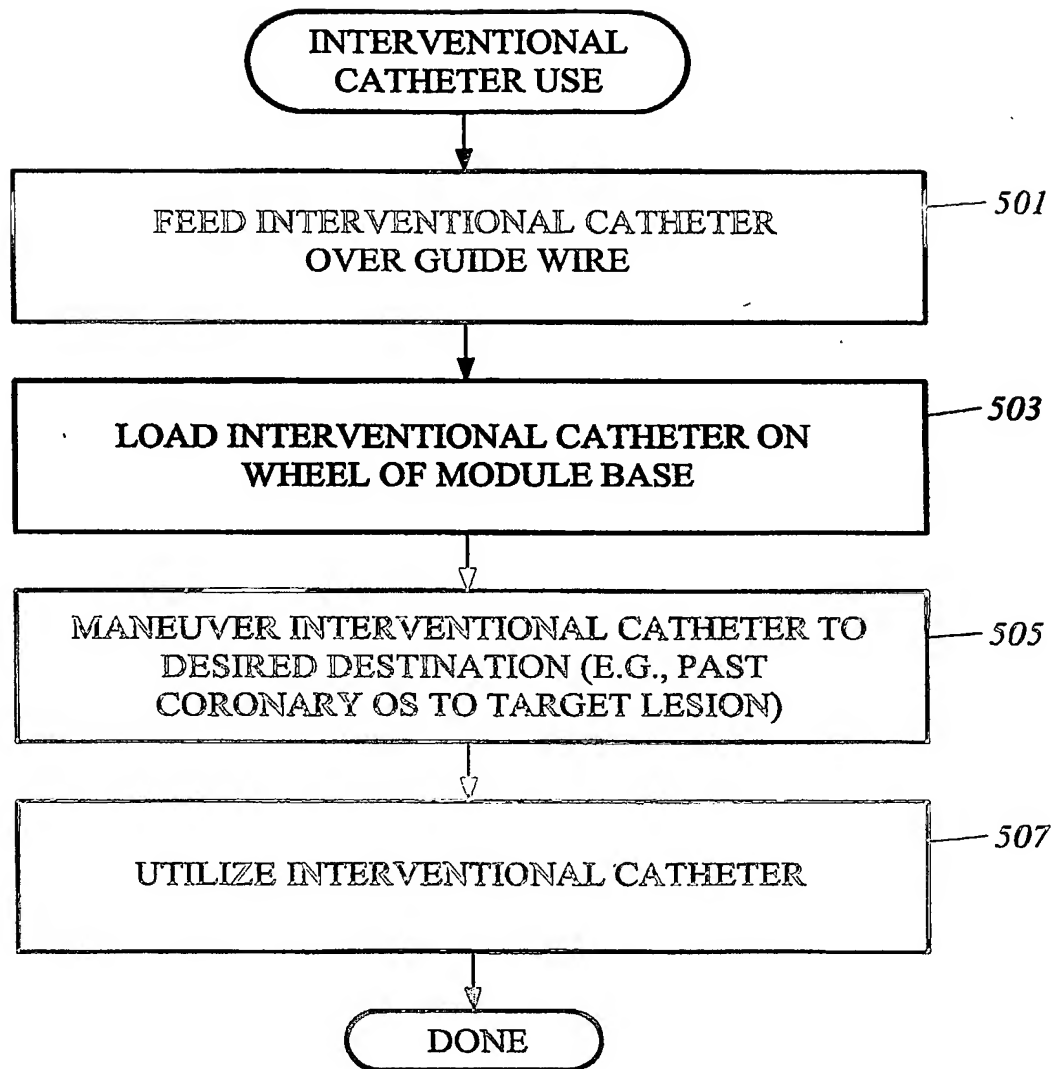 INTERVENTIONAL
CATHETER USE
FEED INTERVENTIONAL CATHETER
OVER GUIDE WIRE
501
LOAD INTERVENTIONAL CATHETER ON
WHEEL OF MODULE BASE
503
MANEUVER INTERVENTIONAL CATHETER TO
DESIRED DESTINATION (E.G., PAST
CORONARY OS TO TARGET LESION)
505
UTILIZE INTERVENTIONAL CATHETER
507
DONE